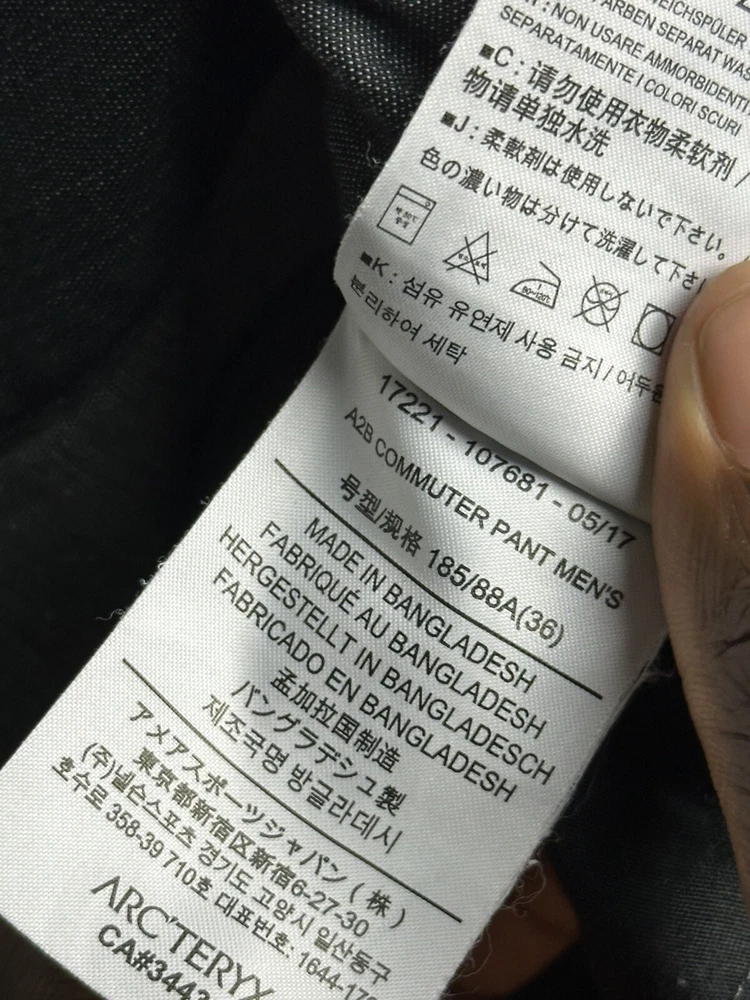 EICHSPÜLER
FARBEN SEPARAT WAS
: NON USARE AMMORBIDENTI
SEPARATAMENTE I COLORI SCURI
■C : 请勿使用衣物柔软剂 /
物请单独水洗
■J : 柔軟剤は使用しないで下さい。
色の濃い物は分けて洗濯して下さ
80~120℃
■K : 섬유 유연제 사용 금지 / 어두운
분리하여 세탁
17221 - 107681 - 05/17
A2B COMMUTER PANT MEN'S
号型/规格 185/88A(36)
MADE IN BANGLADESH
FABRIQUÉ AU BANGLADESH
HERGESTELLT IN BANGLADESCH
FABRICADO EN BANGLADESH
孟加拉国制造
バングラデシュ製
제조국명 방글라데시
アメアスポーツジャパン ( 株 )
東京都新宿区新宿6-27-30
(주)넬슨스포츠 경기도 고양시 일산동구
호수로 358-39 710호 대표번호: 1644-17
ARC'TERYX
CA#3443